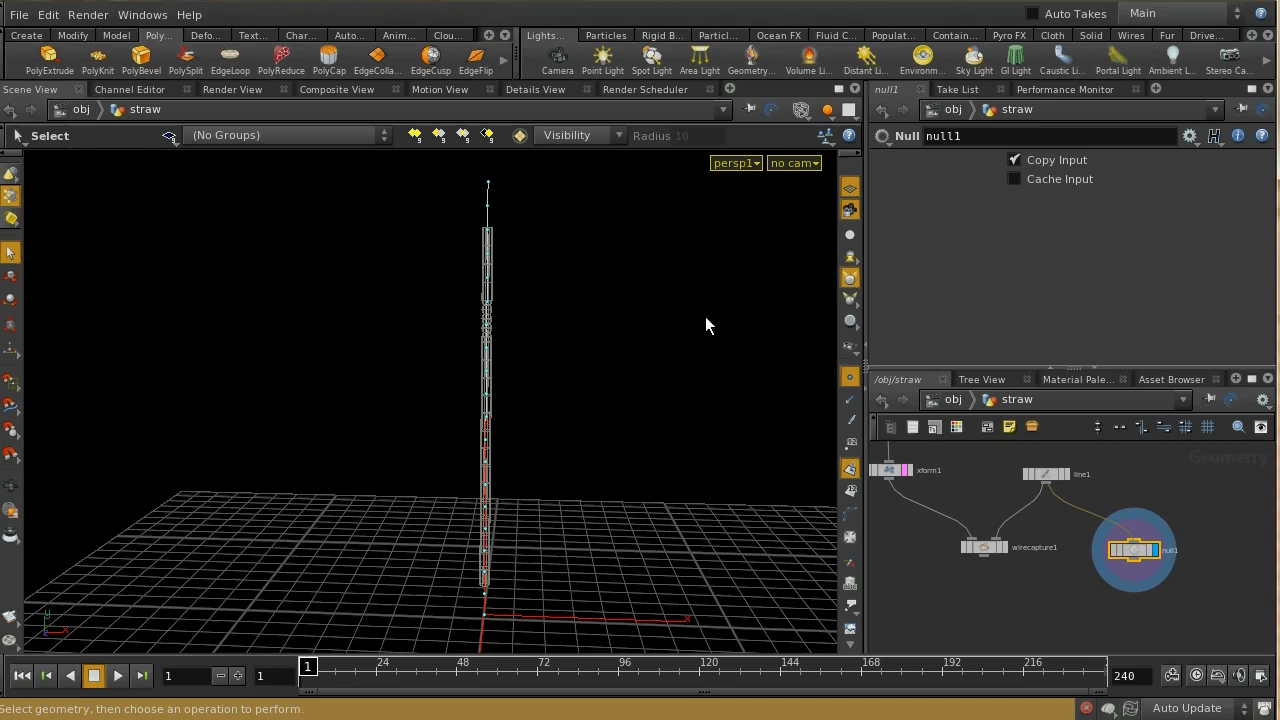 File Edit Render Windows Help Auto Takes Main
Create Modify Model Poly... Defo... Text... Char... Auto... Anim... Clou... Lights... Particles Rigid B... Particl... Ocean FX Fluid C... Populat... Contain... Pyro FX Cloth Solid Wires Fur Drive...
PolyExtrude PolyKnit PolyBevel PolySplit EdgeLoop PolyReduce PolyCap EdgeColla... EdgeCusp EdgeFlip Camera Point Light Spot Light Area Light Geometry... Volume Li... Distant Li... Environm... Sky Light GI Light Caustic Li... Portal Light Ambient L... Stereo Ca...
Scene View Channel Editor Render View Composite View Motion View Details View Render Scheduler null1 Take List Performance Monitor
obj straw obj straw
Select (No Groups) Visibility Radius 10 Null null1
persp1 no cam Copy Input
Cache Input
/obj/straw Tree View Material Pale... Asset Browser
obj straw
Geometry
xform1 line1
wirecapture1 null1
y
x X
1 1 1 24 48 72 96 120 144 168 192 216 240
Select geometry, then choose an operation to perform. Auto Update